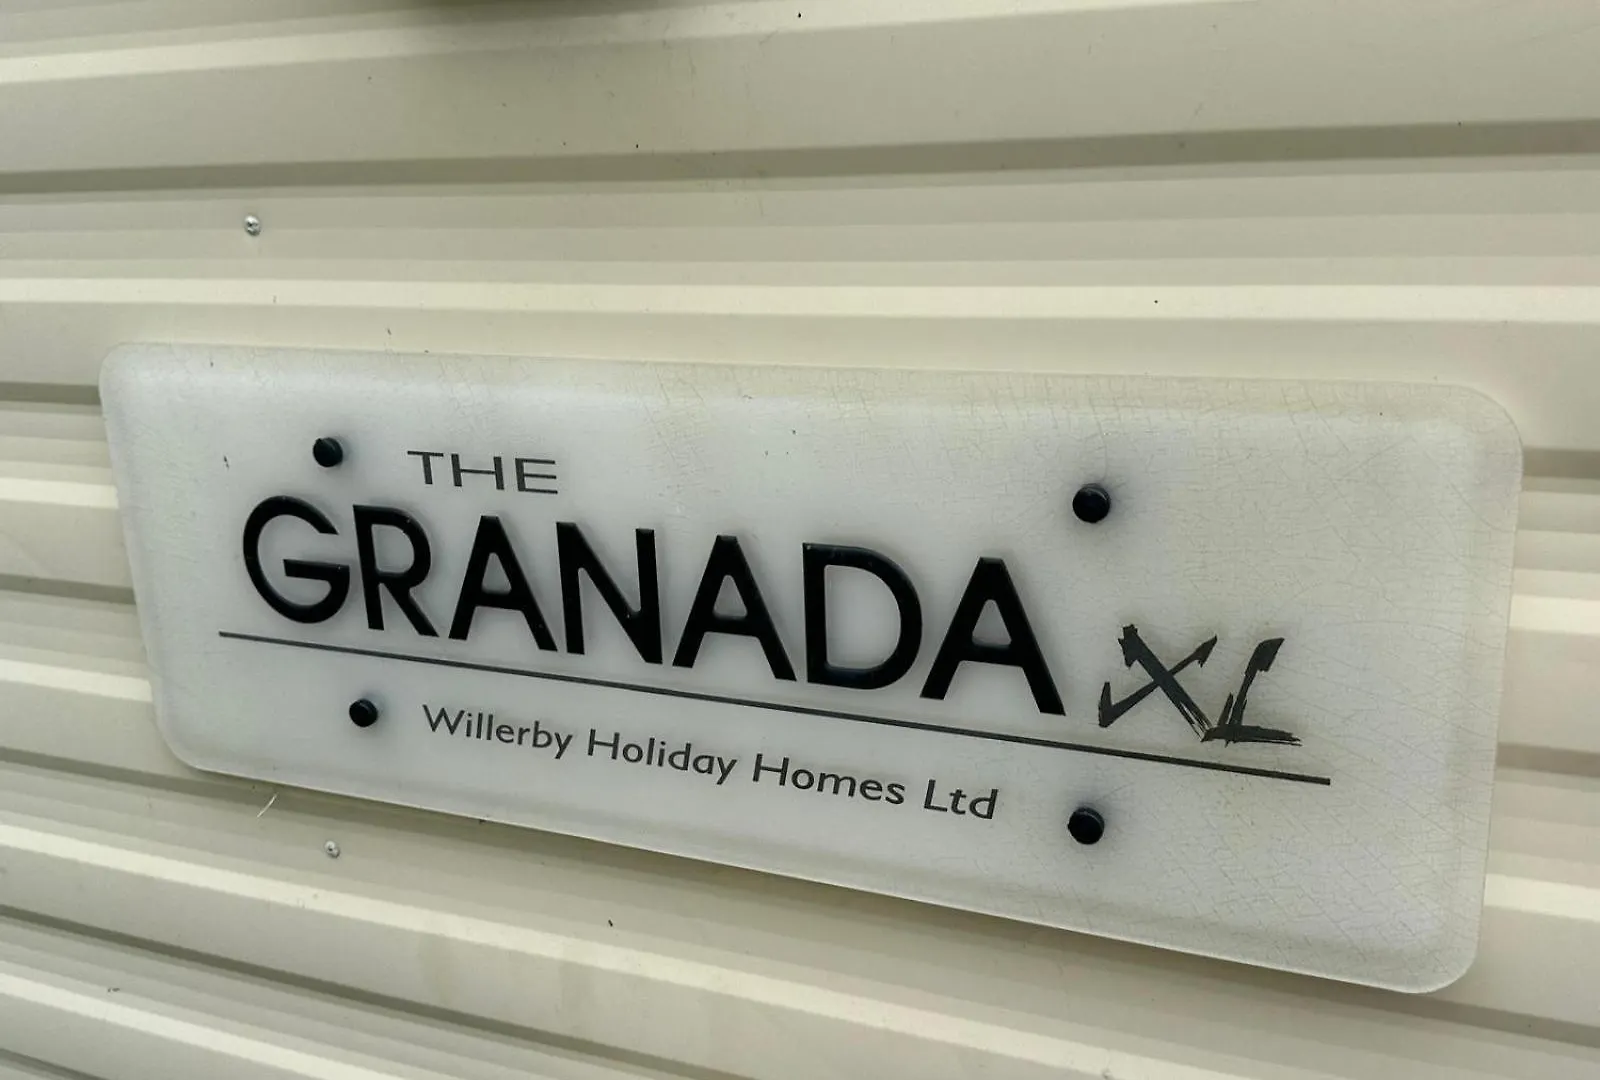 THE
GRANADA XL
Willerby Holiday Homes Ltd